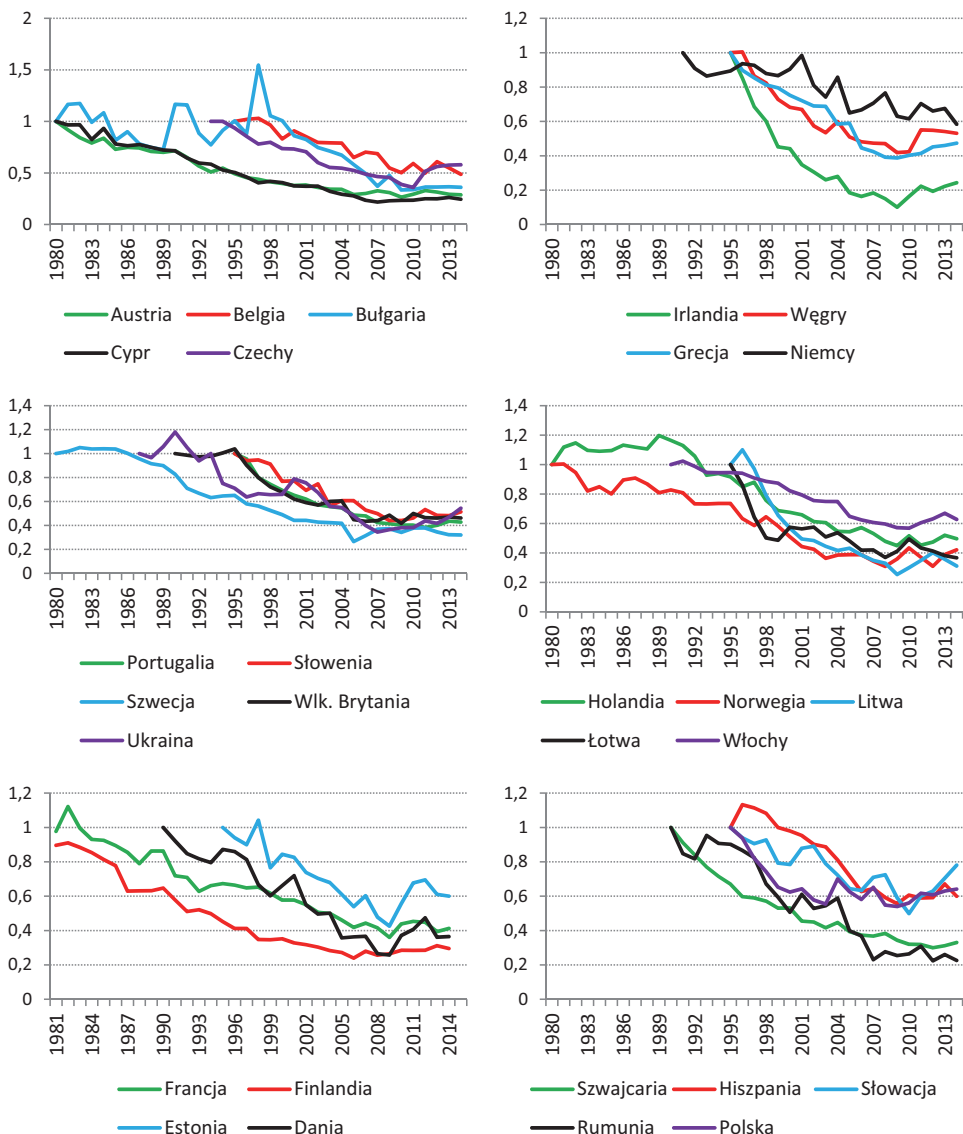 2
1,5
1
0,5
0
1980 1983 1986 1989 1992 1995 1998 2001 2004 2007 2010 2013
Austria Belgia Bułgaria
Cypr Czechy
1,2
1
0,8
0,6
0,4
0,2
0
1980 1983 1986 1989 1992 1995 1998 2001 2004 2007 2010 2013
Irlandia Węgry
Grecja Niemcy
1,4
1,2
1
0,8
0,6
0,4
0,2
0
1980 1983 1986 1989 1992 1995 1998 2001 2004 2007 2010 2013
Portugalia Słowenia
Szwecja Wlk. Brytania
Ukraina
1,4
1,2
1
0,8
0,6
0,4
0,2
0
1980 1983 1986 1989 1992 1995 1998 2001 2004 2007 2010 2013
Holandia Norwegia Litwa
Łotwa Włochy
1,2
1
0,8
0,6
0,4
0,2
0
1981 1984 1987 1990 1993 1996 1999 2002 2005 2008 2011 2014
Francja Finlandia
Estonia Dania
1,2
1
0,8
0,6
0,4
0,2
0
1980 1983 1986 1989 1992 1995 1998 2001 2004 2007 2010 2013
Szwajcaria Hiszpania Słowacja
Rumunia Polska